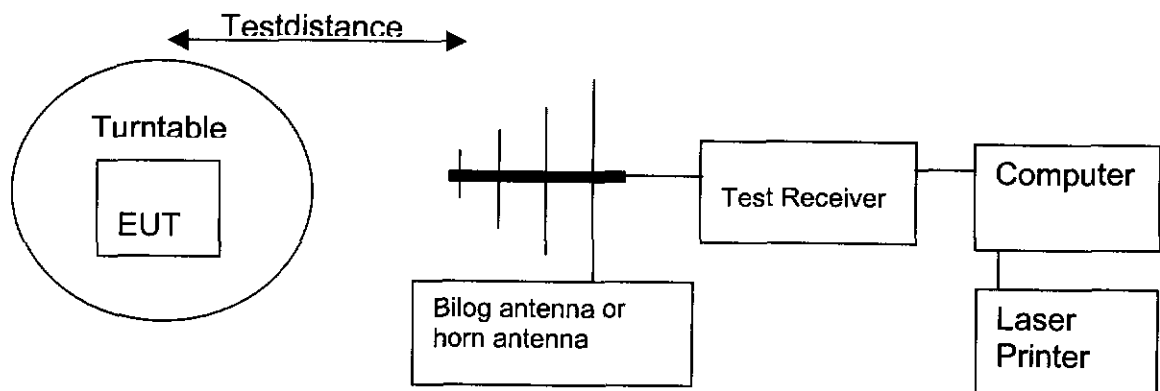 Testdistance
Turntable
EUT
Test Receiver
Computer
Bilog antenna or
horn antenna
Laser
Printer